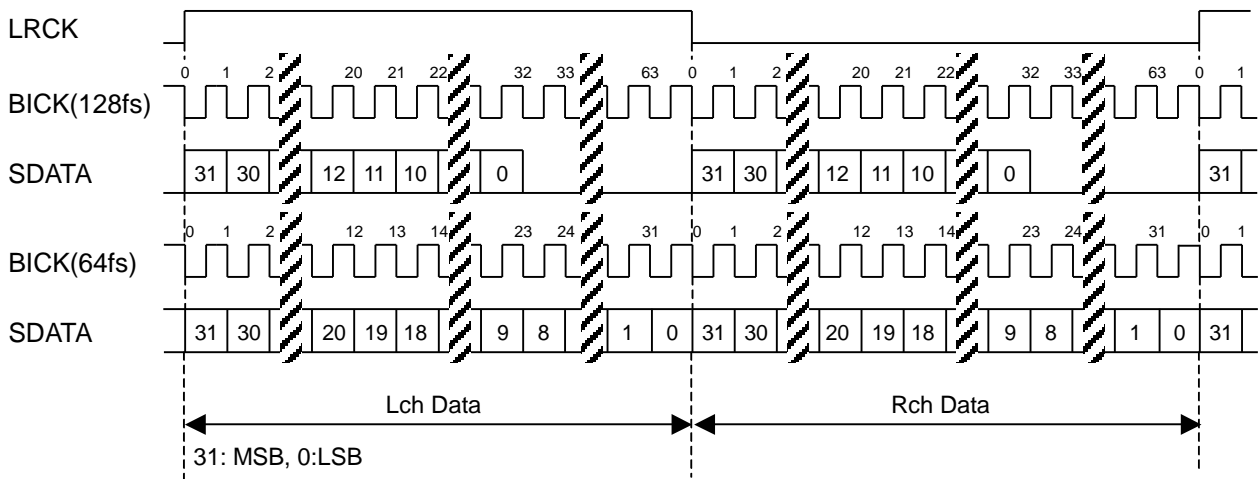 LRCK
0 1 2 20 21 22 32 33 63 0 1 2 20 21 22 32 33 63 0 1
BICK(128fs)
SDATA 31 30 12 11 10 0 31 30 12 11 10 0 31
0 1 2 12 13 14 23 24 31 0 1 2 12 13 14 23 24 31 0 1
BICK(64fs)
SDATA 31 30 20 19 18 9 8 1 0 31 30 20 19 18 9 8 1 0 31
Lch Data Rch Data
31: MSB, 0:LSB